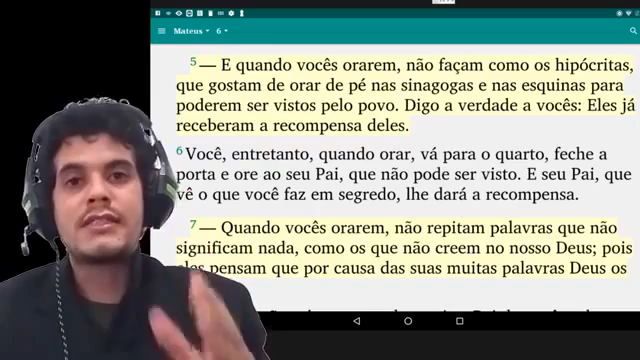 Mateus 6
5 — E quando vocês orarem, não façam como os hipócritas,
que gostam de orar de pé nas sinagogas e nas esquinas para
poderem ser vistos pelo povo. Digo a verdade a vocês: Eles já
receberam a recompensa deles.
6 Você, entretanto, quando orar, vá para o quarto, feche a
porta e ore ao seu Pai, que não pode ser visto. E seu Pai, que
vê o que você faz em segredo, lhe dará a recompensa.
7 — Quando vocês orarem, não repitam palavras que não
significam nada, como os que não creem no nosso Deus; pois
eles pensam que por causa das suas muitas palavras Deus os